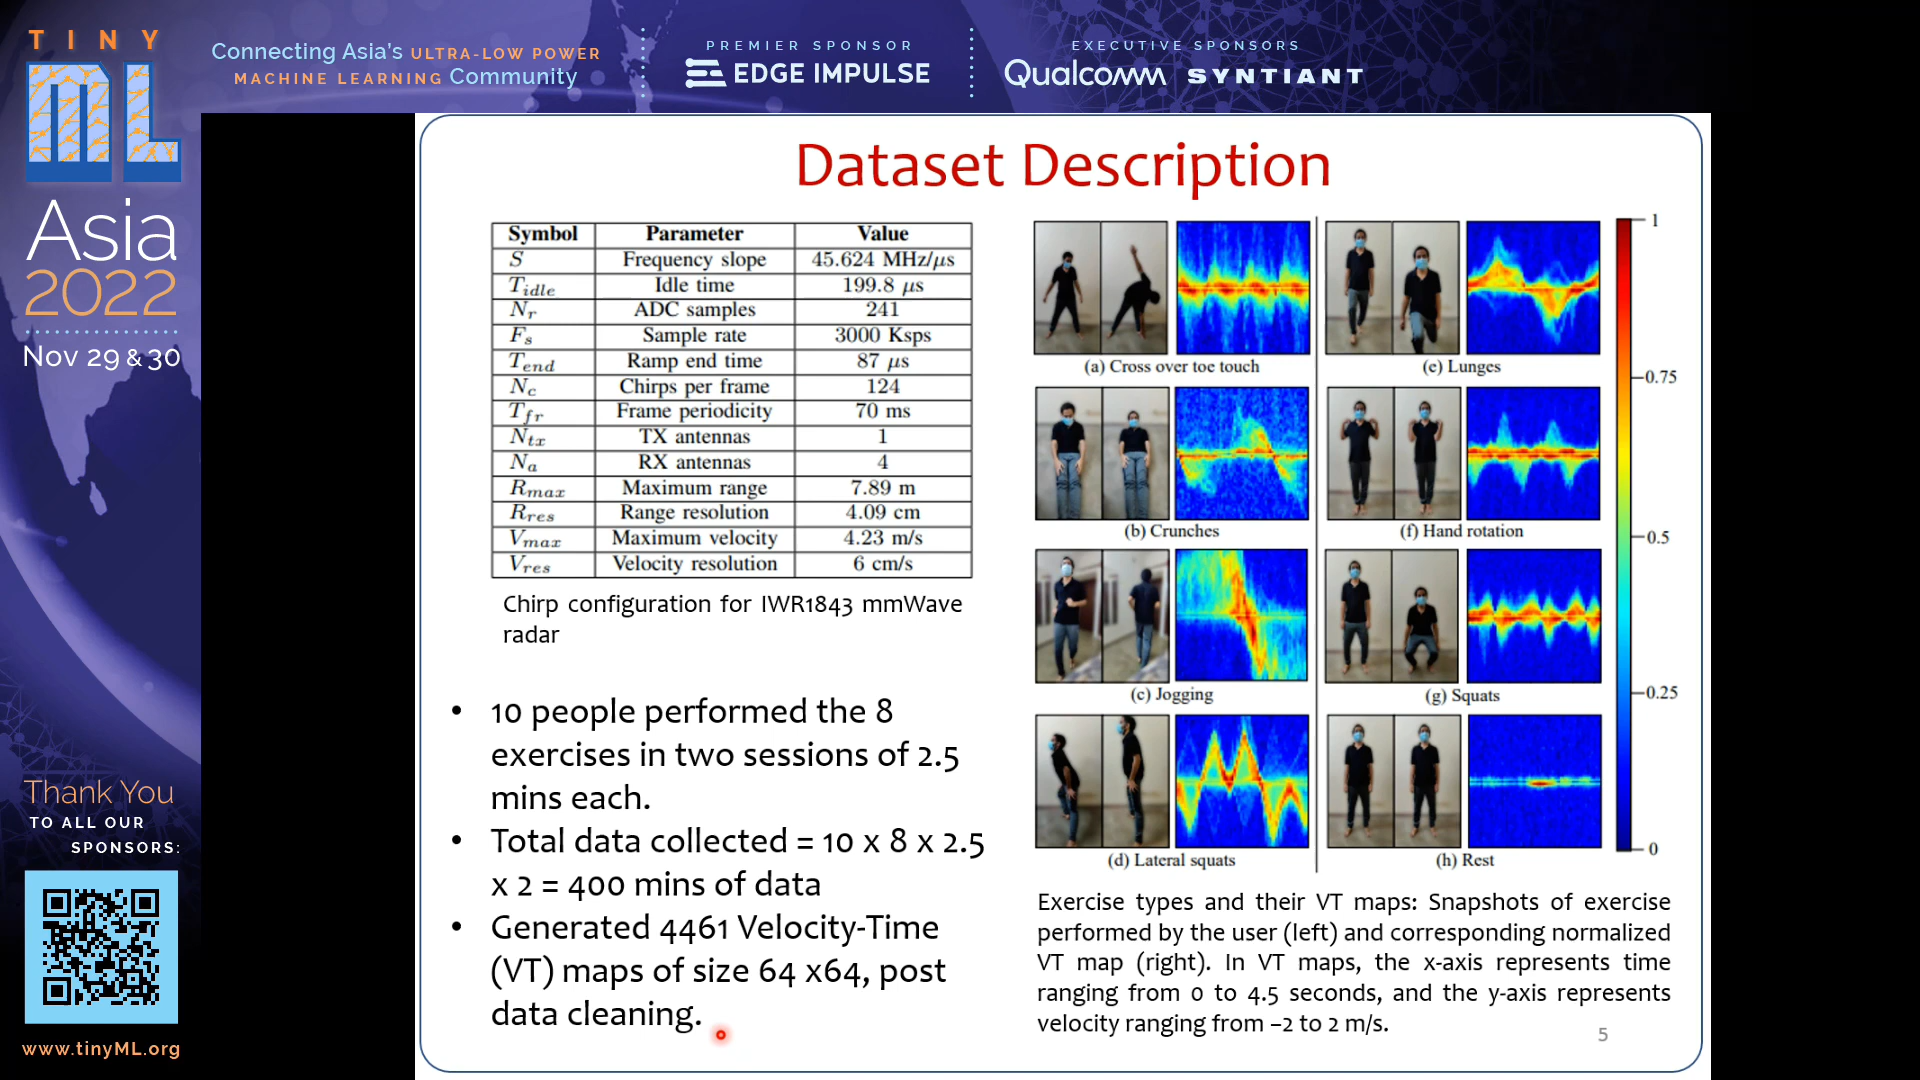 TINY
ML
Asia
2022
Nov 29 & 30
Connecting Asia's ULTRA-LOW POWER
MACHINE LEARNING Community
PREMIER SPONSOR
EDGE IMPULSE
EXECUTIVE SPONSORS
Qualcomm SYNTIANT
Dataset Description
Symbol Parameter Value
S Frequency slope 45.624 MHz/μs
T_idle Idle time 199.8 μs
N_r ADC samples 241
F_s Sample rate 3000 Ksps
T_end Ramp end time 87 μs
N_c Chirps per frame 124
T_fr Frame periodicity 70 ms
N_tx TX antennas 1
N_a RX antennas 4
R_max Maximum range 7.89 m
R_res Range resolution 4.09 cm
V_max Maximum velocity 4.23 m/s
V_res Velocity resolution 6 cm/s
Chirp configuration for IWR1843 mmWave
radar
• 10 people performed the 8
exercises in two sessions of 2.5
mins each.
• Total data collected = 10 x 8 x 2.5
x 2 = 400 mins of data
• Generated 4461 Velocity-Time
(VT) maps of size 64 x64, post
data cleaning.
(a) Cross over toe touch
(e) Lunges
(b) Crunches
(f) Hand rotation
(c) Jogging
(g) Squats
(d) Lateral squats
(h) Rest
1
0.75
0.5
0.25
0
Exercise types and their VT maps: Snapshots of exercise
performed by the user (left) and corresponding normalized
VT map (right). In VT maps, the x-axis represents time
ranging from 0 to 4.5 seconds, and the y-axis represents
velocity ranging from –2 to 2 m/s.
5
Thank You
TO ALL OUR
SPONSORS:
www.tinyML.org